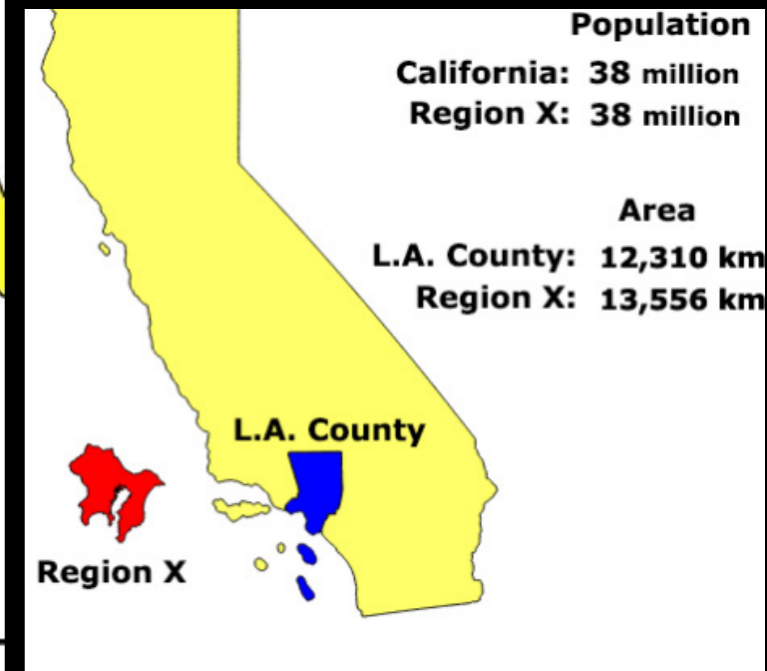 Population
California: 38 million
Region X: 38 million
Area
L.A. County: 12,310 km
Region X: 13,556 km
L.A. County
Region X